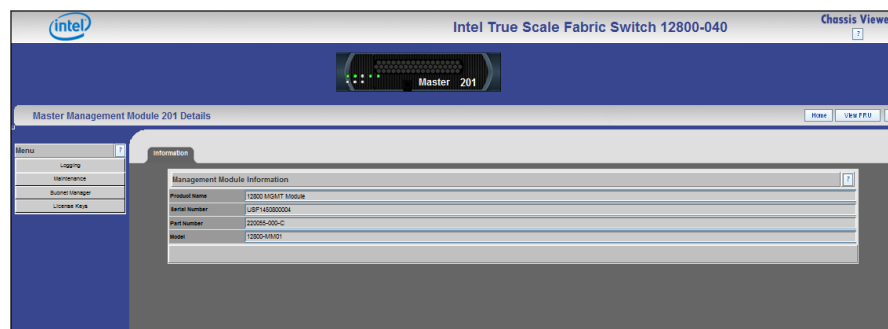 intel
Intel True Scale Fabric Switch 12800-040
Chassis Viewe
?
Master 201
Master Management Module 201 Details
Home
View FRU
Menu
?
Logging
Maintenance
Subnet Manager
License Keys
Information
Management Module Information
?
Product Name 12800 MGMT Module
Serial Number USF1450800004
Part Number 220055-000-C
Model 12800-MM01